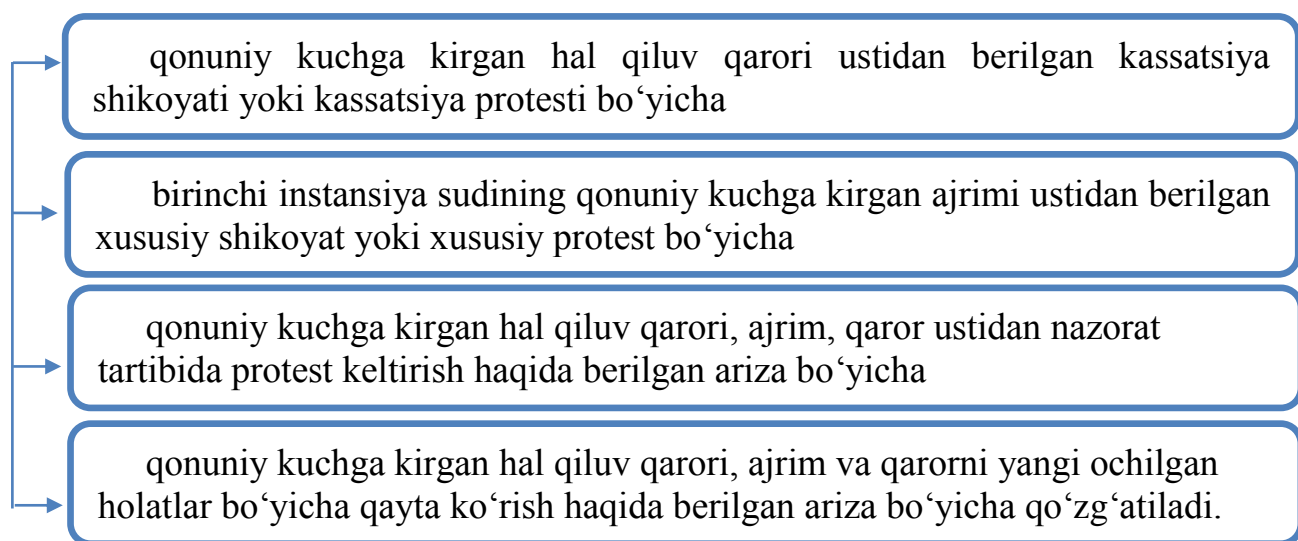 qonuniy kuchga kirgan hal qiluv qarori ustidan berilgan kassatsiya
shikoyati yoki kassatsiya protesti bo‘yicha
birinchi instansiya sudining qonuniy kuchga kirgan ajrimi ustidan berilgan
xususiy shikoyat yoki xususiy protest bo‘yicha
qonuniy kuchga kirgan hal qiluv qarori, ajrim, qaror ustidan nazorat
tartibida protest keltirish haqida berilgan ariza bo‘yicha
qonuniy kuchga kirgan hal qiluv qarori, ajrim va qarorni yangi ochilgan
holatlar bo‘yicha qayta ko‘rish haqida berilgan ariza bo‘yicha qo‘zg‘atiladi.